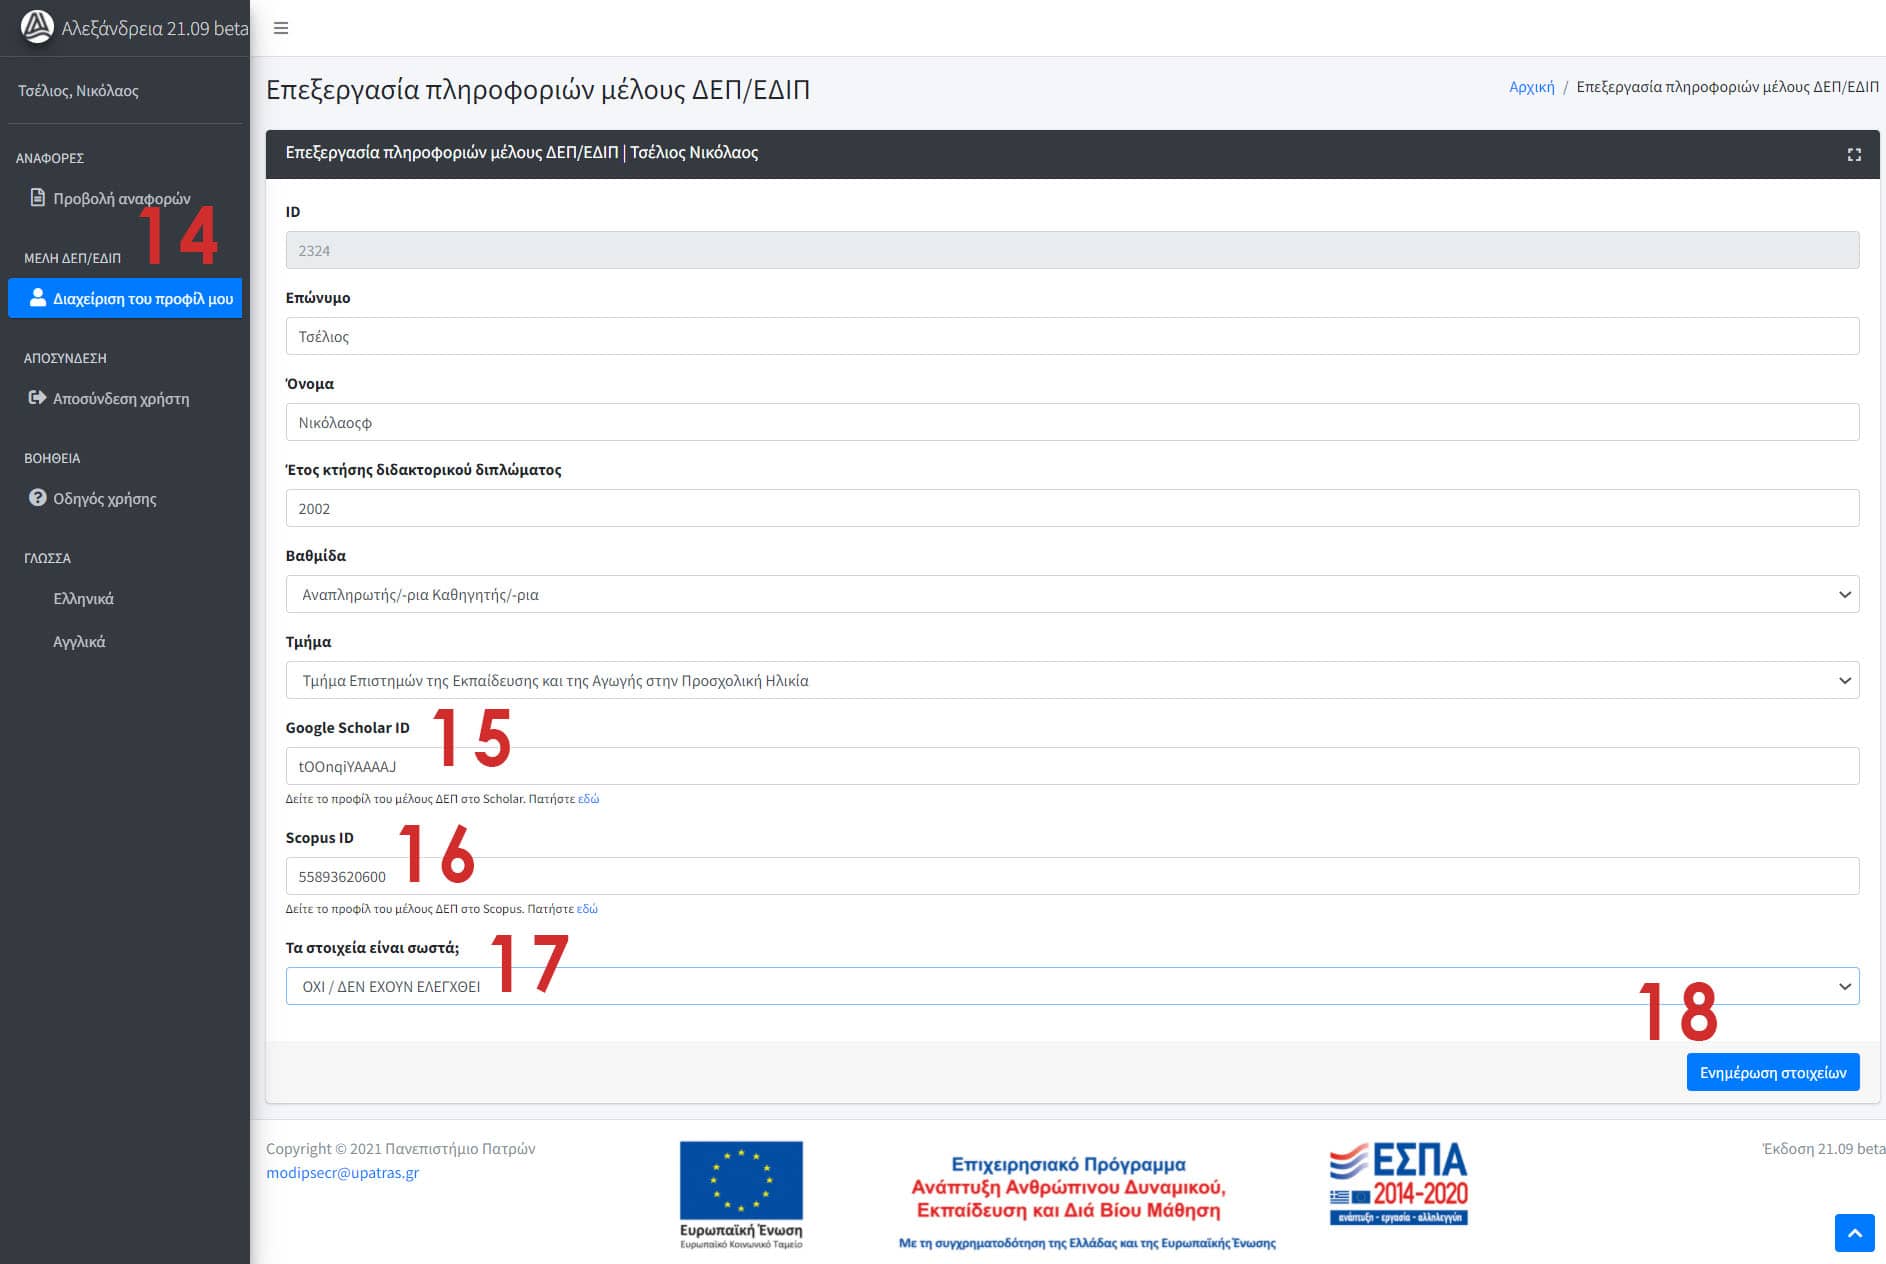 Αλεξάνδρεια 21.09 beta
Τσέλιος, Νικόλαος
ΑΝΑΦΟΡΕΣ
Προβολή αναφορών
14
ΜΕΛΗ ΔΕΠ/ΕΔΙΠ
Διαχείριση του προφίλ μου
ΑΠΟΣΥΝΔΕΣΗ
Αποσύνδεση χρήστη
ΒΟΗΘΕΙΑ
Οδηγός χρήσης
ΓΛΩΣΣΑ
Ελληνικά
Αγγλικά
Επεξεργασία πληροφοριών μέλους ΔΕΠ/ΕΔΙΠ
Αρχική / Επεξεργασία πληροφοριών μέλους ΔΕΠ/ΕΔΙΠ
Επεξεργασία πληροφοριών μέλους ΔΕΠ/ΕΔΙΠ | Τσέλιος Νικόλαος
ID
2324
Επώνυμο
Τσέλιος
Όνομα
Νικόλαοςφ
Έτος κτήσης διδακτορικού διπλώματος
2002
Βαθμίδα
Αναπληρωτής/-ρια Καθηγητής/-ρια
Τμήμα
Τμήμα Επιστημών της Εκπαίδευσης και της Αγωγής στην Προσχολική Ηλικία
Google Scholar ID 15
tOOnqiYAAAAJ
Δείτε το προφίλ του μέλους ΔΕΠ στο Scholar. Πατήστε εδώ
Scopus ID 16
55893620600
Δείτε το προφίλ του μέλους ΔΕΠ στο Scopus. Πατήστε εδώ
Τα στοιχεία είναι σωστά; 17
ΟΧΙ / ΔΕΝ ΕΧΟΥΝ ΕΛΕΓΧΘΕΙ
18
Ενημέρωση στοιχείων
Copyright © 2021 Πανεπιστήμιο Πατρών
modipsecr@upatras.gr
Ευρωπαϊκή Ένωση
Ευρωπαϊκό Κοινωνικό Ταμείο
Επιχειρησιακό Πρόγραμμα
Ανάπτυξη Ανθρώπινου Δυναμικού,
Εκπαίδευση και Διά Βίου Μάθηση
Με τη συγχρηματοδότηση της Ελλάδας και της Ευρωπαϊκής Ένωσης
ΕΣΠΑ
2014-2020
ανάπτυξη - εργασία - αλληλεγγύη
Έκδοση 21.09 beta